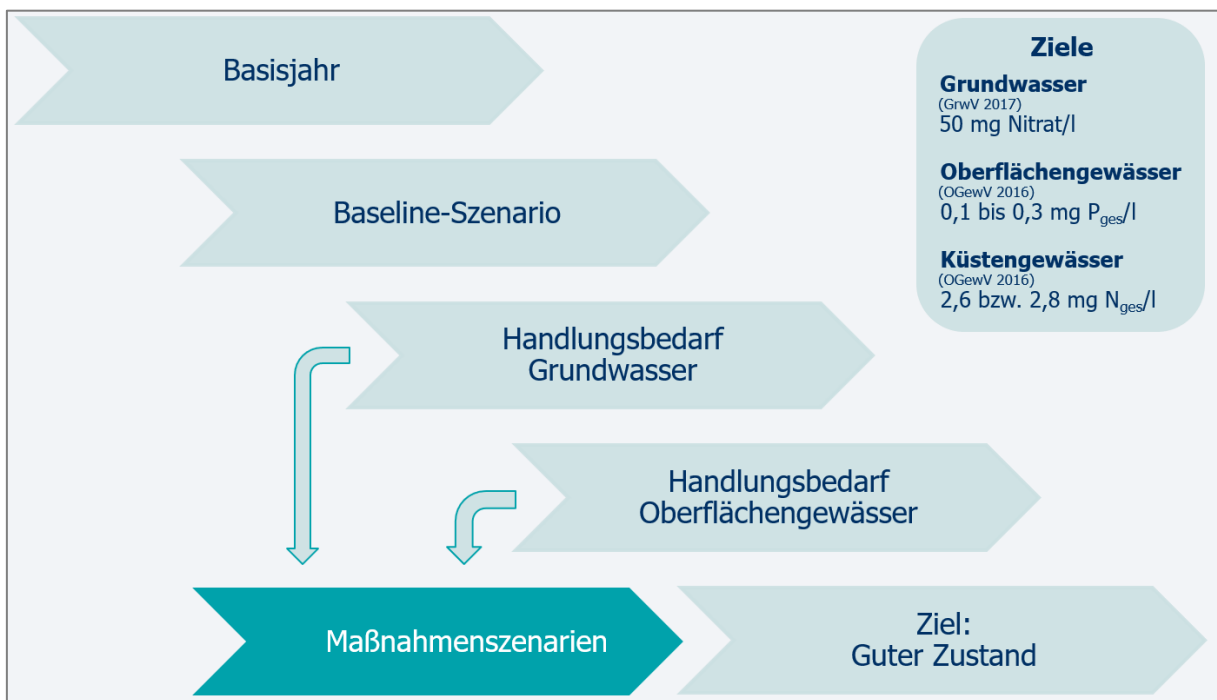 Basisjahr
Baseline-Szenario
Handlungsbedarf
Grundwasser
Handlungsbedarf
Oberflächengewässer
Maßnahmenszenarien
Ziel:
Guter Zustand
Ziele
Grundwasser
(GrwV 2017)
50 mg Nitrat/l
Oberflächengewässer
(OGewV 2016)
0,1 bis 0,3 mg Pges/l
Küstengewässer
(OGewV 2016)
2,6 bzw. 2,8 mg Nges/l